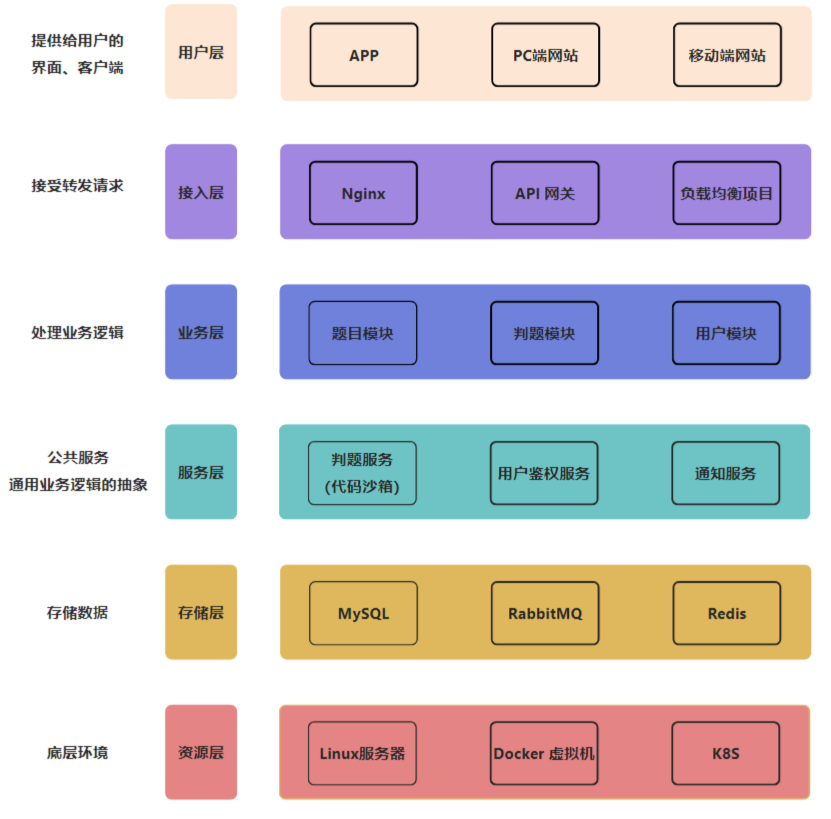 提供给用户的
界面、客户端
用户层
APP
PC端网站
移动端网站
接受转发请求
接入层
Nginx
API 网关
负载均衡项目
处理业务逻辑
业务层
题目模块
判题模块
用户模块
公共服务
通用业务逻辑的抽象
服务层
判题服务
(代码沙箱)
用户鉴权服务
通知服务
存储数据
存储层
MySQL
RabbitMQ
Redis
底层环境
资源层
Linux服务器
Docker 虚拟机
K8S